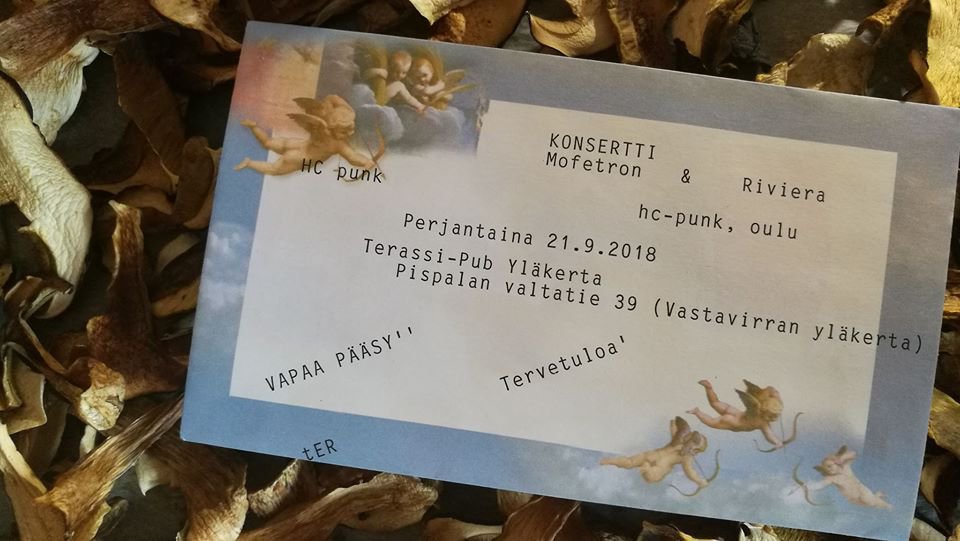 KONSERTTI
Mofetron & Riviera
HC punk
hc-punk, oulu
Perjantaina 21.9.2018
Terassi-Pub Yläkerta
Pispalan valtatie 39 (Vastavirran yläkerta)
VAPAA PÄÄSY''
Tervetuloa'
tER